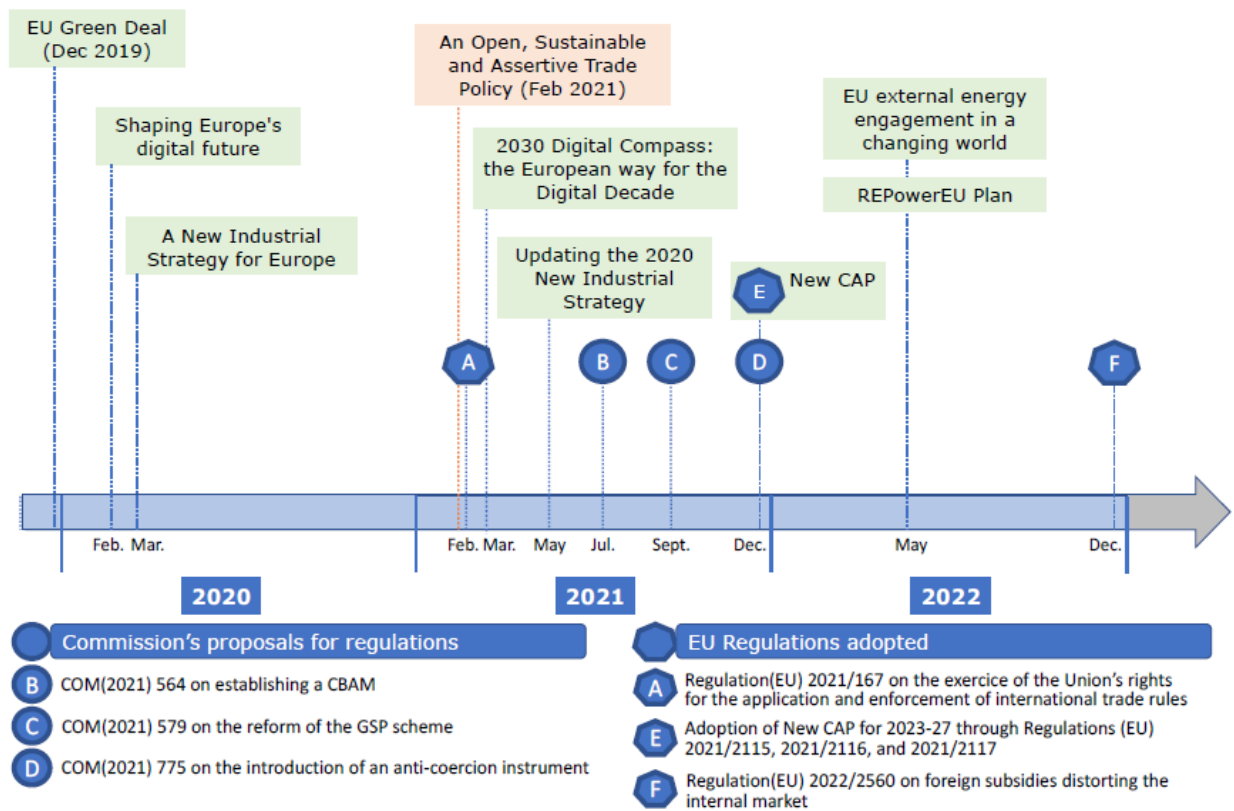 EU Green Deal
(Dec 2019)
Shaping Europe's
digital future
A New Industrial
Strategy for Europe
An Open, Sustainable
and Assertive Trade
Policy (Feb 2021)
2030 Digital Compass:
the European way for the
Digital Decade
Updating the 2020
New Industrial
Strategy
E
New CAP
EU external energy
engagement in a
changing world
REPowerEU Plan
A
B
C
D
F
Feb.
Mar.
Feb.
Mar.
May
Jul.
Sept.
Dec.
May
Dec.
2020
2021
2022
Commission's proposals for regulations
B
COM(2021) 564 on establishing a CBAM
C
COM(2021) 579 on the reform of the GSP scheme
D
COM(2021) 775 on the introduction of an anti-coercion instrument
EU Regulations adopted
A
Regulation(EU) 2021/167 on the exercice of the Union's rights
for the application and enforcement of international trade rules
E
Adoption of New CAP for 2023-27 through Regulations (EU)
2021/2115, 2021/2116, and 2021/2117
F
Regulation(EU) 2022/2560 on foreign subsidies distorting the
internal market